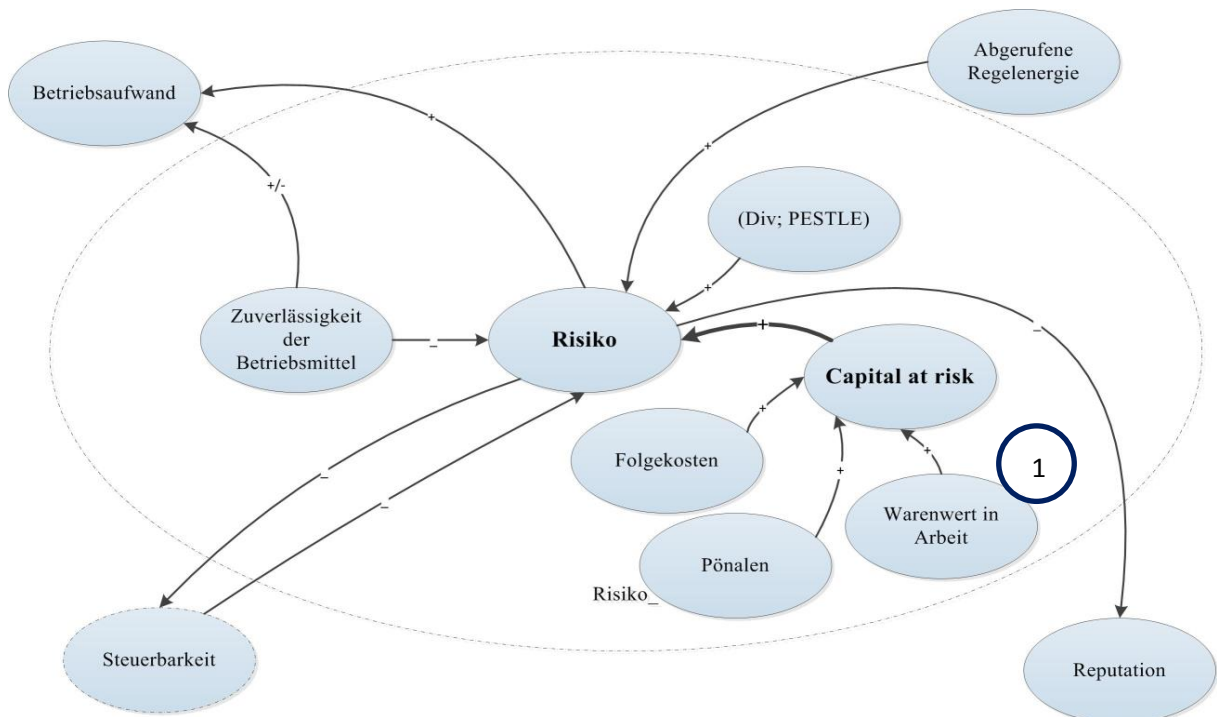 Abgerufene
Regelenergie
Betriebsaufwand
+
+
+/-
(Div; PESTLE)
+
Zuverlässigkeit
der
Betriebsmittel
_
Risiko
+
_
Capital at risk
+
+
+
1
_
_
Folgekosten
Warenwert in
Arbeit
Pönalen
Risiko_
Steuerbarkeit
Reputation